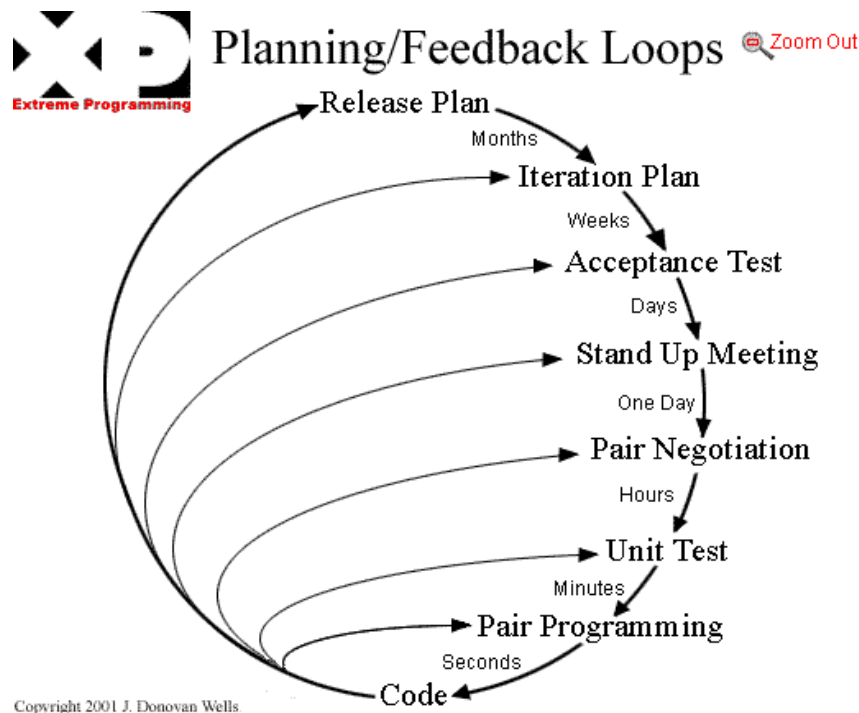 XP
Extreme Programming
Planning/Feedback Loops
Zoom Out
Release Plan
Months
Iteration Plan
Weeks
Acceptance Test
Days
Stand Up Meeting
One Day
Pair Negotiation
Hours
Unit Test
Minutes
Pair Programming
Seconds
Code
Copyright 2001 J. Donovan Wells.